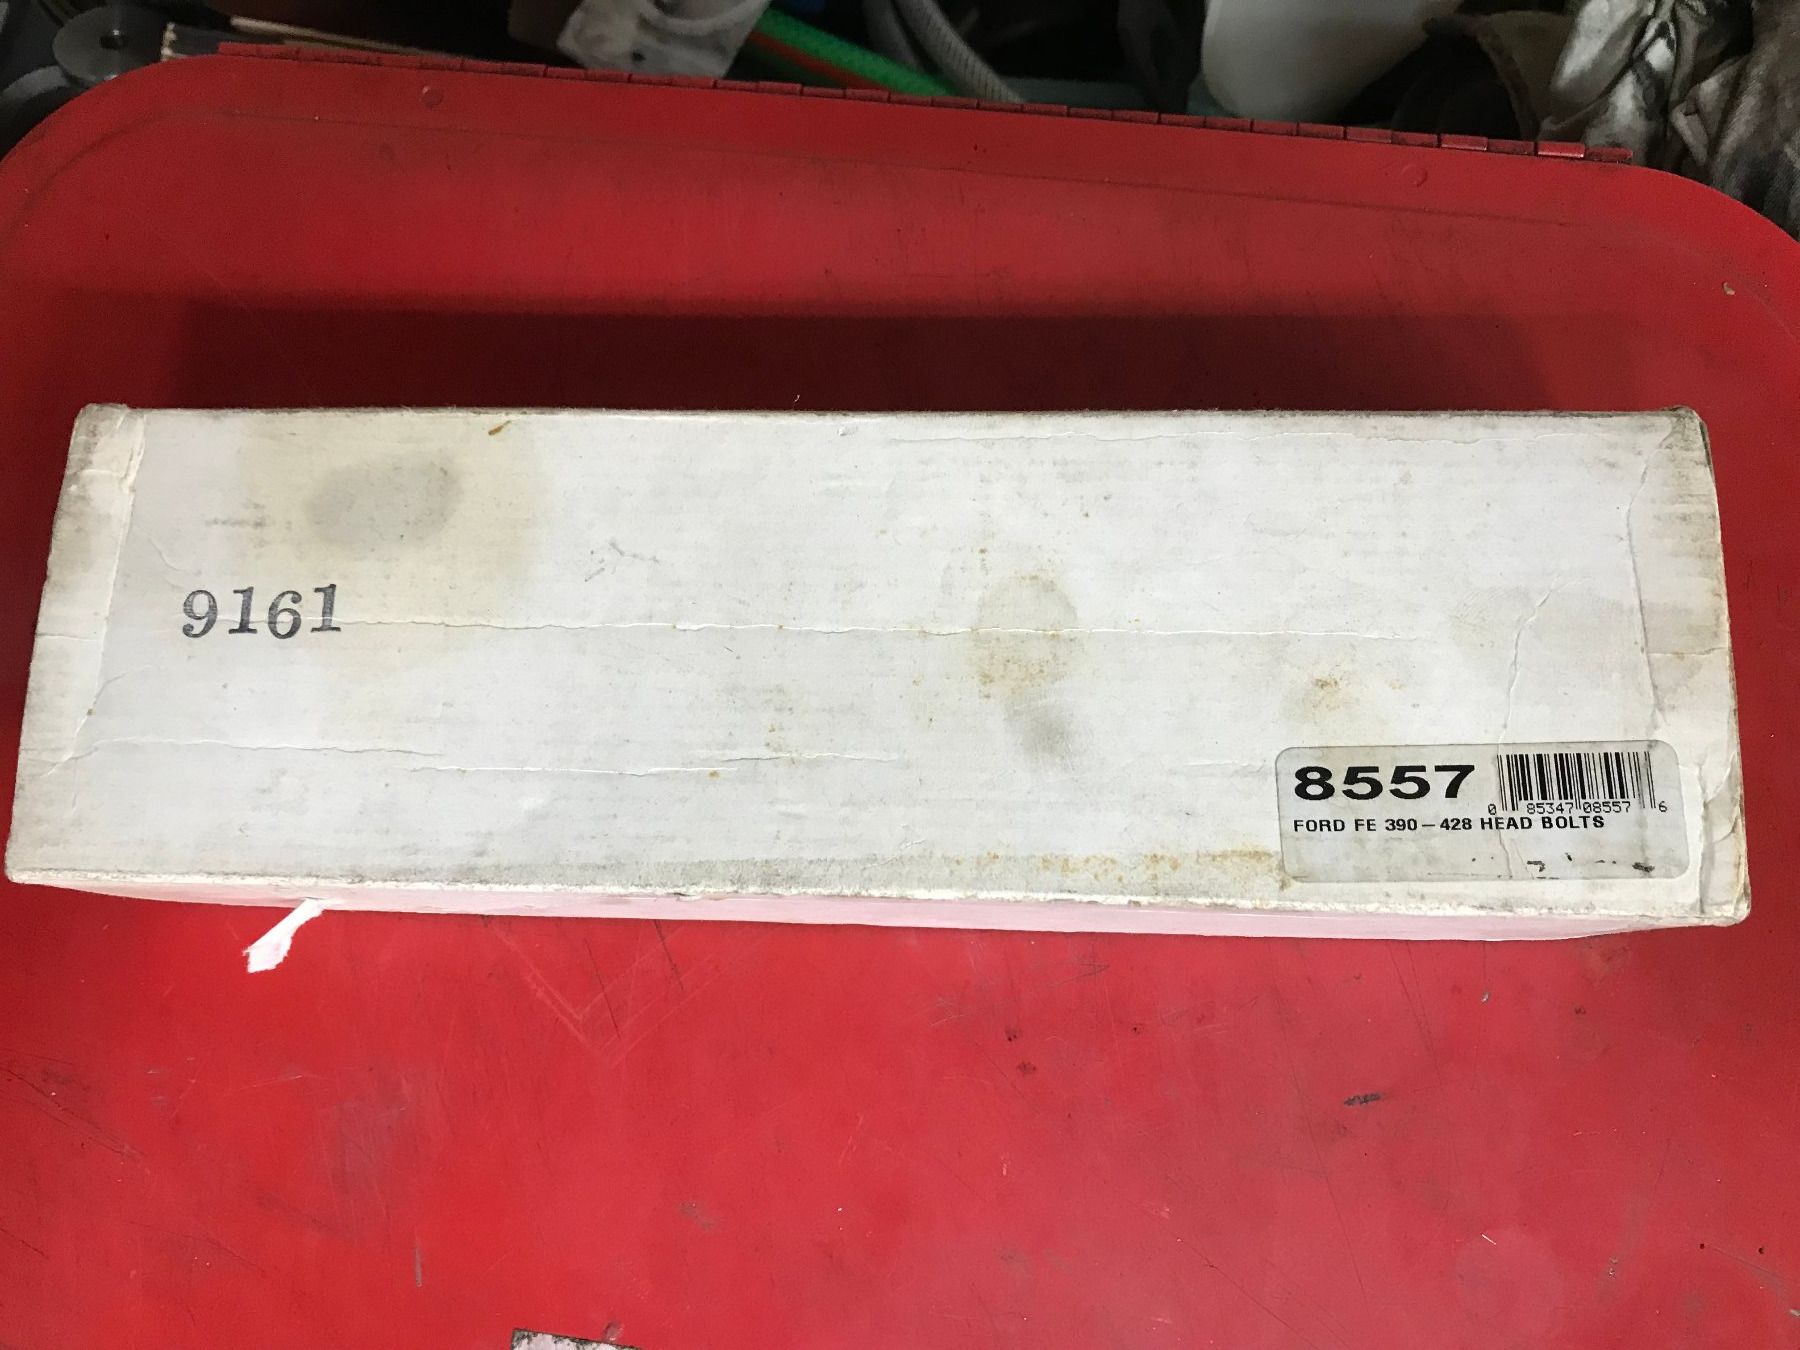 9161
8557
0 85347 08557 6
FORD FE 390-428 HEAD BOLTS